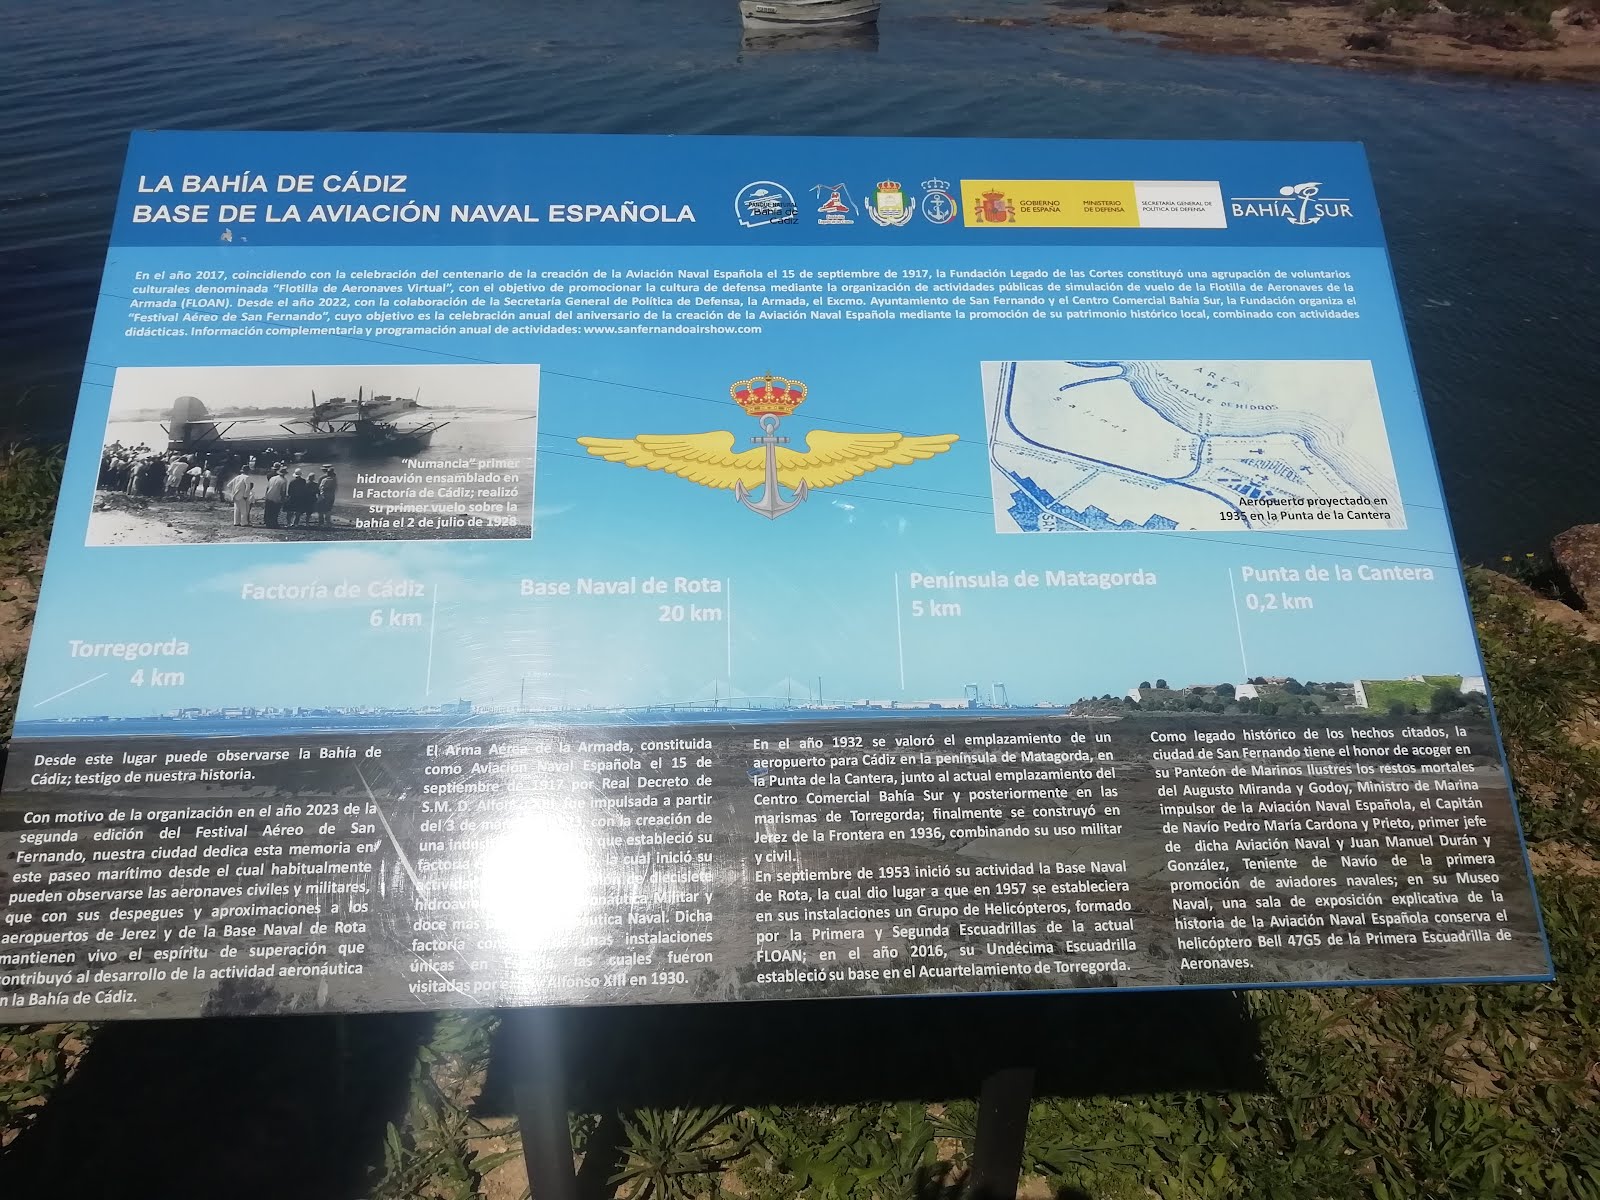 LA BAHÍA DE CÁDIZ
BASE DE LA AVIACIÓN NAVAL ESPAÑOLA
PARQUE NATURAL
Bahía de
Cádiz
GOBIERNO
DE ESPAÑA
MINISTERIO
DE DEFENSA
SECRETARÍA GENERAL DE
POLÍTICA DE DEFENSA
BAHÍA SUR
En el año 2017, coincidiendo con la celebración del centenario de la creación de la Aviación Naval Española el 15 de septiembre de 1917, la Fundación Legado de las Cortes constituyó una agrupación de voluntarios
culturales denominada "Flotilla de Aeronaves Virtual", con el objetivo de promocionar la cultura de defensa mediante la organización de actividades públicas de simulación de vuelo de la Flotilla de Aeronaves de la
Armada (FLOAN). Desde el año 2022, con la colaboración de la Secretaría General de Política de Defensa, la Armada, el Excmo. Ayuntamiento de San Fernando y el Centro Comercial Bahía Sur, la Fundación organiza el
"Festival Aéreo de San Fernando", cuyo objetivo es la celebración anual del aniversario de la creación de la Aviación Naval Española mediante la promoción de su patrimonio histórico local, combinado con actividades
didácticas. Información complementaria y programación anual de actividades: www.sanfernandoairshow.com
"Numancia" primer
hidroavión ensamblado en
la Factoría de Cádiz; realizó
su primer vuelo sobre la
bahía el 2 de julio de 1928
AREA
DE
AMARAJE DE HIDROS
SALINAS
AEROPUERTO
Aeropuerto proyectado en
1935 en la Punta de la Cantera
Torregorda
4 km
Factoría de Cádiz
6 km
Base Naval de Rota
20 km
Península de Matagorda
5 km
Punta de la Cantera
0,2 km
Desde este lugar puede observarse la Bahía de
Cádiz; testigo de nuestra historia.
Con motivo de la organización en el año 2023 de la
segunda edición del Festival Aéreo de San
Fernando, nuestra ciudad dedica esta memoria en
este paseo marítimo desde el cual habitualmente
pueden observarse las aeronaves civiles y militares,
que con sus despegues y aproximaciones a los
aeropuertos de Jerez y de la Base Naval de Rota
mantienen vivo el espíritu de superación que
contribuyó al desarrollo de la actividad aeronáutica
en la Bahía de Cádiz.
El Arma Aérea de la Armada, constituida
como Aviación Naval Española el 15 de
septiembre de 1917 por Real Decreto de
S.M. D. Alfonso XIII, fue impulsada a partir
del 3 de con la creación de
una que estableció su
factoría la cual inició su
de diecisiete
Militar y
doce más Naval. Dicha
factoría unas instalaciones
únicas en las cuales fueron
visitadas por Alfonso XIII en 1930.
En el año 1932 se valoró el emplazamiento de un
aeropuerto para Cádiz en la península de Matagorda, en
la Punta de la Cantera, junto al actual emplazamiento del
Centro Comercial Bahía Sur y posteriormente en las
marismas de Torregorda; finalmente se construyó en
Jerez de la Frontera en 1936, combinando su uso militar
y civil.
En septiembre de 1953 inició su actividad la Base Naval
de Rota, la cual dio lugar a que en 1957 se estableciera
en sus instalaciones un Grupo de Helicópteros, formado
por la Primera y Segunda Escuadrillas de la actual
FLOAN; en el año 2016, su Undécima Escuadrilla
estableció su base en el Acuartelamiento de Torregorda.
Como legado histórico de los hechos citados, la
ciudad de San Fernando tiene el honor de acoger en
su Panteón de Marinos Ilustres los restos mortales
del Augusto Miranda y Godoy, Ministro de Marina
impulsor de la Aviación Naval Española, el Capitán
de Navío Pedro María Cardona y Prieto, primer jefe
de dicha Aviación Naval y Juan Manuel Durán y
González, Teniente de Navío de la primera
promoción de aviadores navales; en su Museo
Naval, una sala de exposición explicativa de la
historia de la Aviación Naval Española conserva el
helicóptero Bell 47G5 de la Primera Escuadrilla de
Aeronaves.